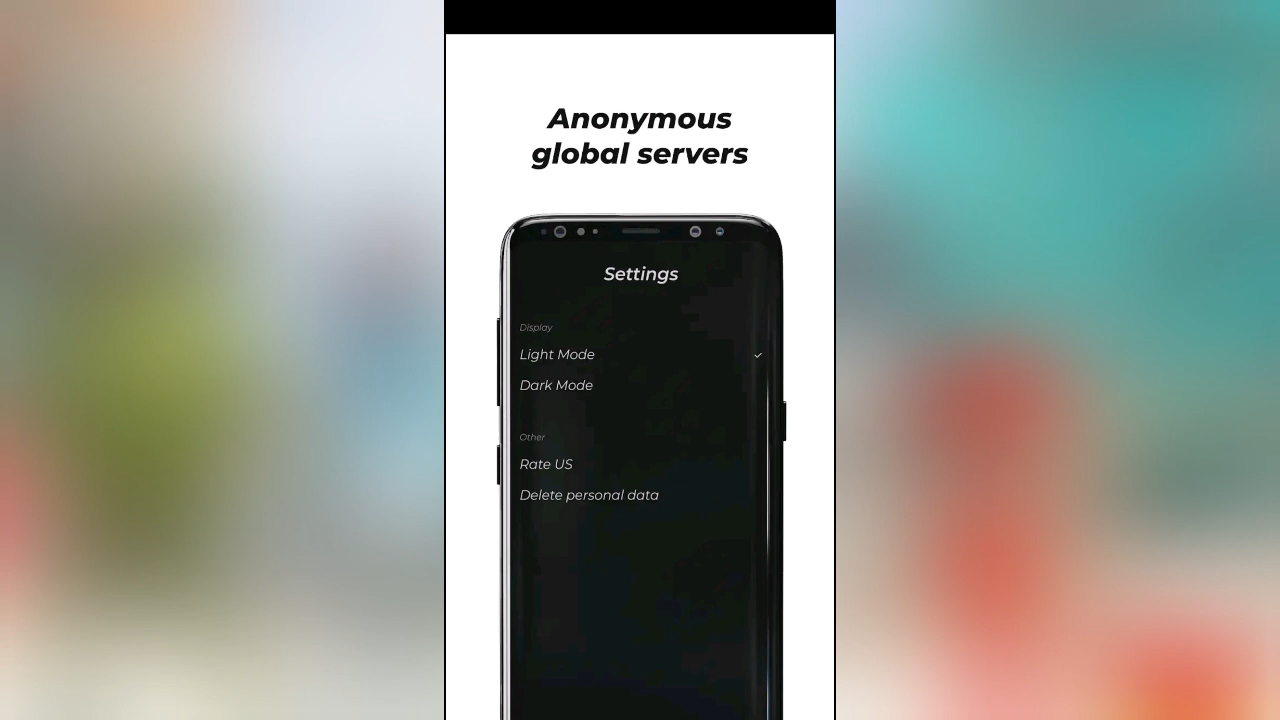 Anonymous
global servers
Settings
Display
Light Mode
Dark Mode
Other
Rate US
Delete personal data